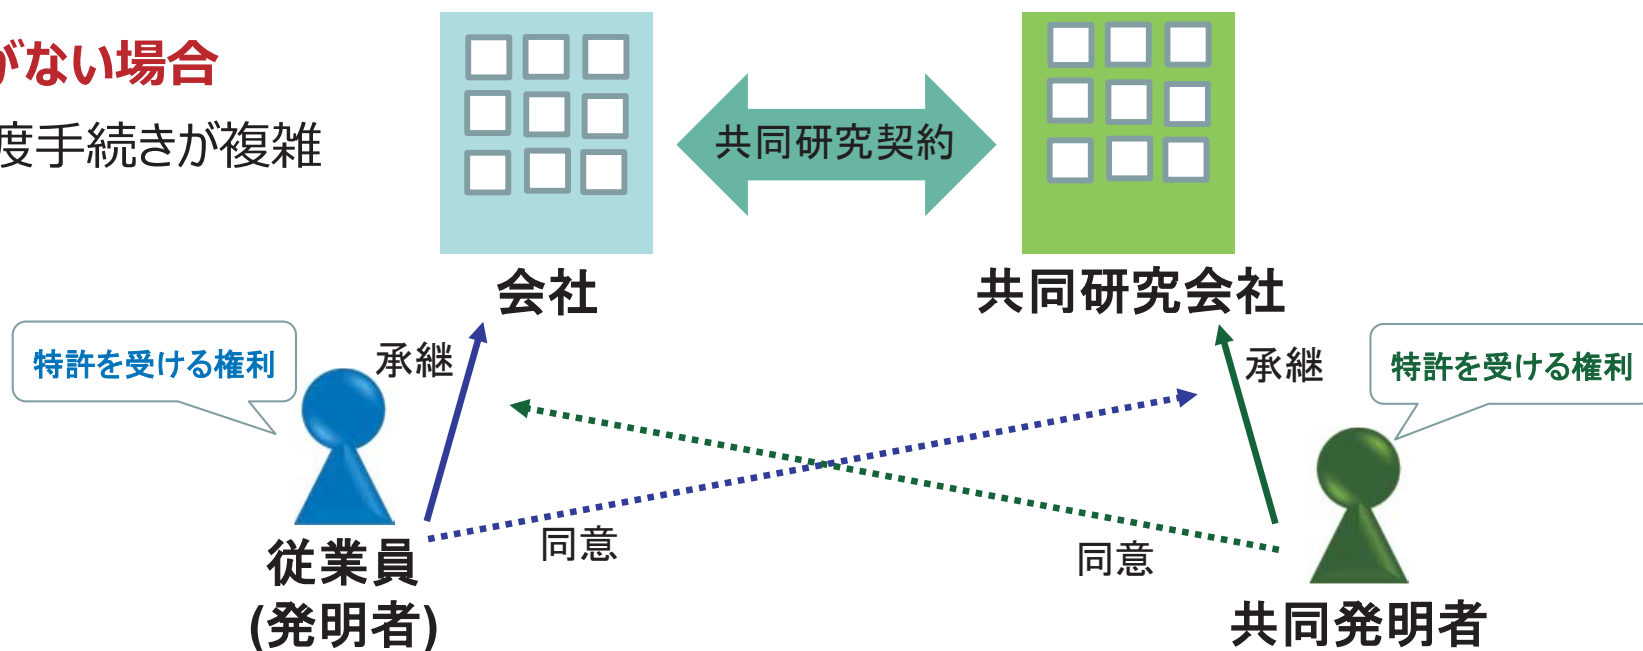 がない場合
度手続きが複雑
共同研究契約
会社
共同研究会社
特許を受ける権利
承継
承継
特許を受ける権利
同意
同意
従業員
(発明者)
共同発明者